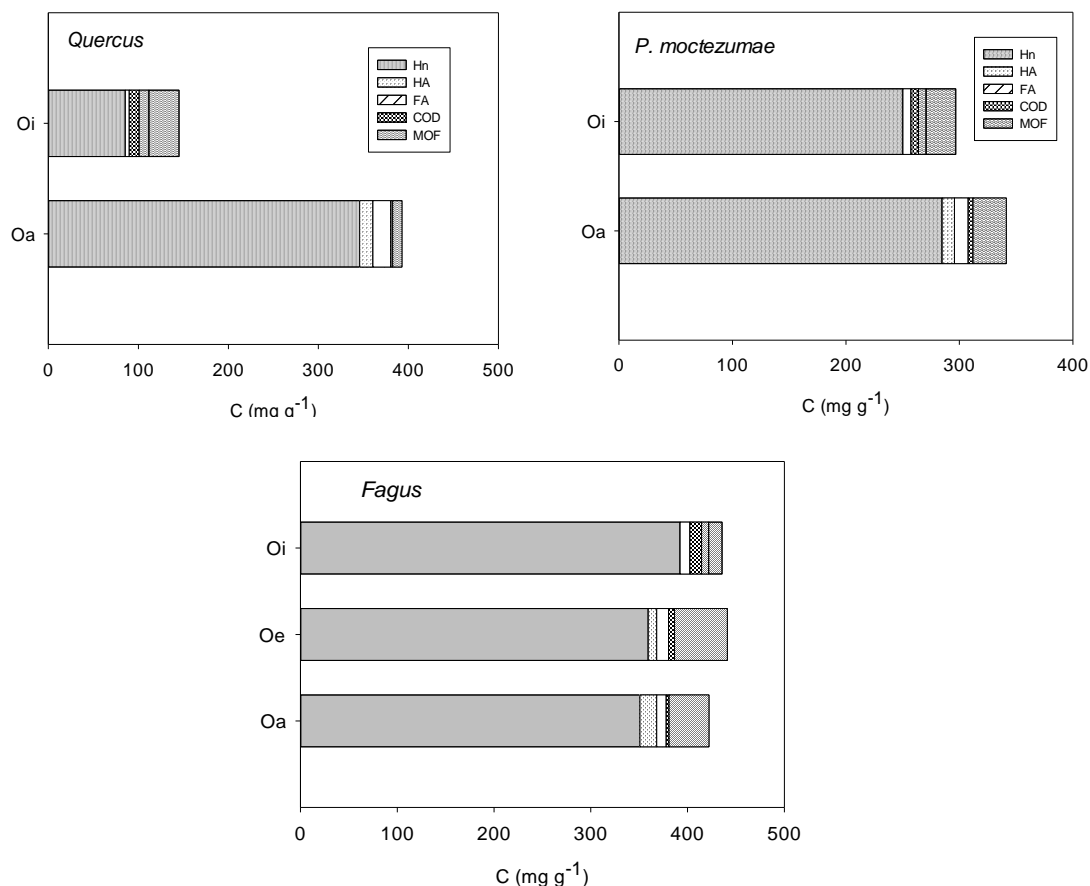 Quercus
Hn
HA
FA
COD
MOF
Oi
Oa
0 100 200 300 400 500
C (mg g-1)
P. moctezumae
Hn
HA
FA
COD
MOF
Oi
Oa
0 100 200 300 400
C (mg g-1)
Fagus
Oi
Oe
Oa
0 100 200 300 400 500
C (mg g-1)